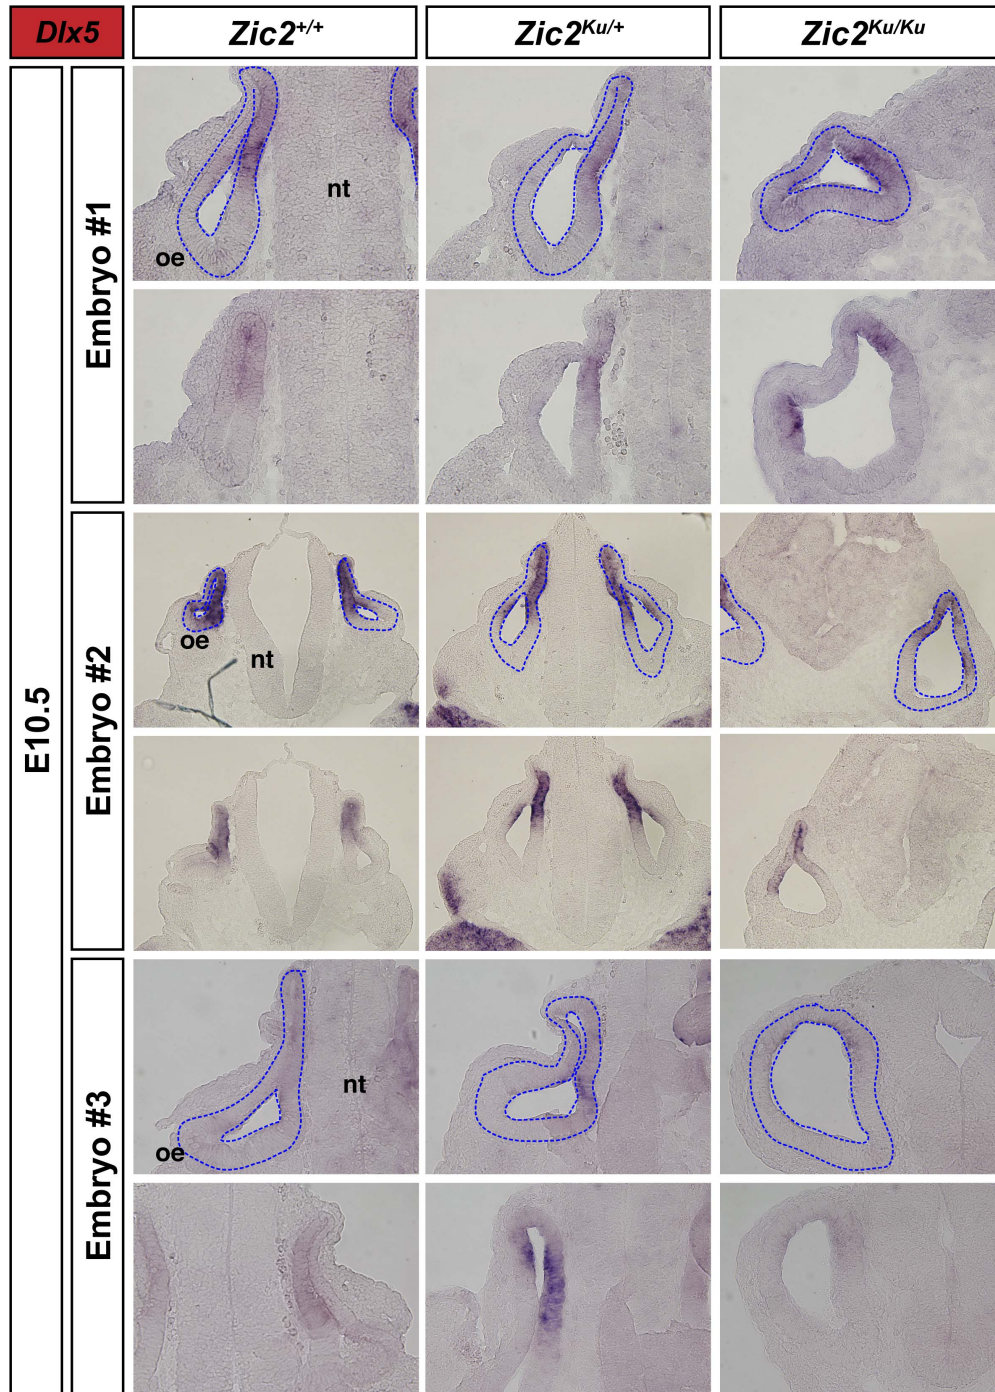 Dlx5
Zic2+/+
Zic2Ku/+
Zic2Ku/Ku
E10.5
Embryo #1
nt
oe
Embryo #2
oe
nt
Embryo #3
nt
oe